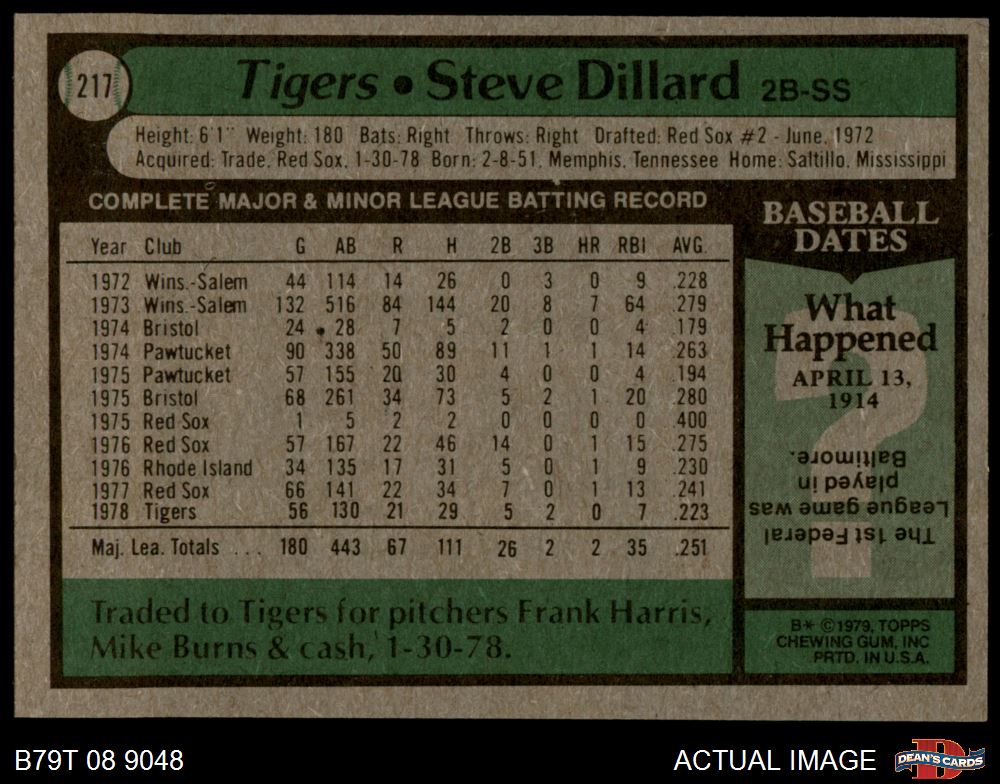 217
Tigers • Steve Dillard 2B-SS
Height: 6'1" Weight: 180 Bats: Right Throws: Right Drafted: Red Sox #2 - June, 1972
Acquired: Trade, Red Sox, 1-30-78 Born: 2-8-51, Memphis, Tennessee Home: Saltillo, Mississippi
COMPLETE MAJOR & MINOR LEAGUE BATTING RECORD
Year Club G AB R H 2B 3B HR RBI AVG.
1972 Wins.-Salem 44 114 14 26 0 3 0 9 .228
1973 Wins.-Salem 132 516 84 144 20 8 7 64 .279
1974 Bristol 24 28 7 5 2 0 0 4 .179
1974 Pawtucket 90 338 50 89 11 1 1 14 .263
1975 Pawtucket 57 155 20 30 4 0 0 4 .194
1975 Bristol 68 261 34 73 5 2 1 20 .280
1975 Red Sox 1 5 2 2 0 0 0 0 .400
1976 Red Sox 57 167 22 46 14 0 1 15 .275
1976 Rhode Island 34 135 17 31 5 0 1 9 .230
1977 Red Sox 66 141 22 34 7 0 1 13 .241
1978 Tigers 56 130 21 29 5 2 0 7 .223
Maj. Lea. Totals ... 180 443 67 111 26 2 2 35 .251
Traded to Tigers for pitchers Frank Harris,
Mike Burns & cash, 1-30-78.
BASEBALL
DATES
What
Happened
APRIL 13,
1914
?
The 1st Federal
League game was
played in
Baltimore.
B* ©1979, TOPPS
CHEWING GUM, INC
PRTD. IN U.S.A.
B79T 08 9048
ACTUAL IMAGE
D
DEAN'S CARDS